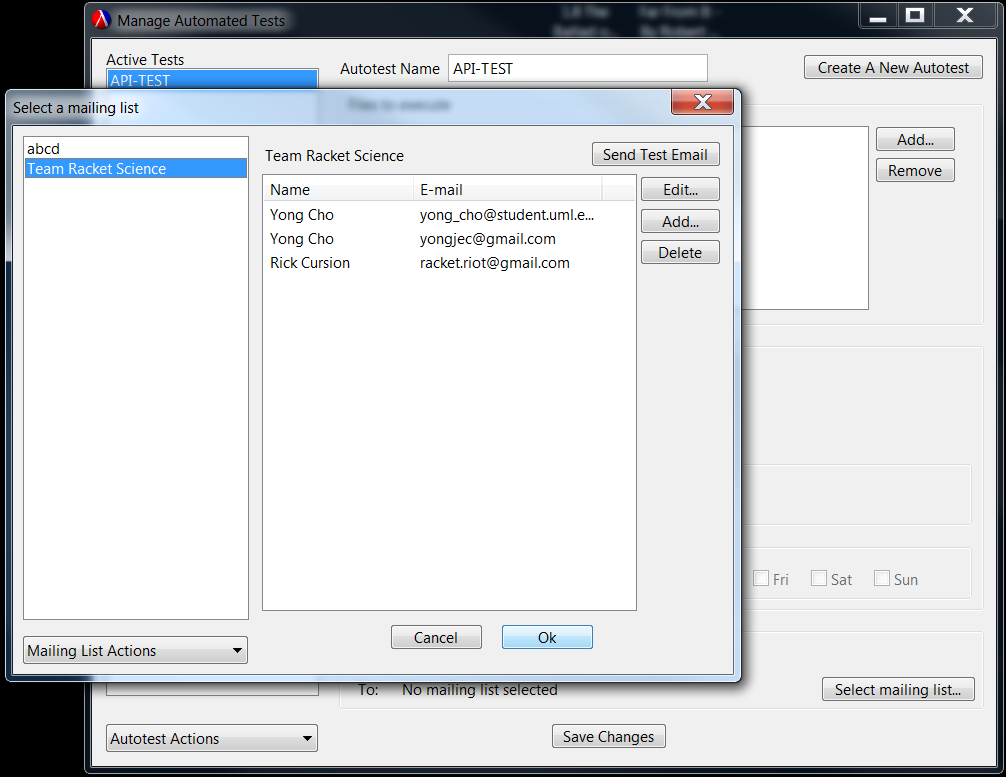 Manage Automated Tests
Active Tests
API-TEST
Autotest Name API-TEST
Create A New Autotest
Files to execute
Add...
Remove
Select a mailing list
abcd
Team Racket Science
Team Racket Science
Send Test Email
Name E-mail
Yong Cho yong_cho@student.uml.e...
Yong Cho yongjec@gmail.com
Rick Cursion racket.riot@gmail.com
Edit...
Add...
Delete
Cancel
Ok
Mailing List Actions
Fri Sat Sun
To: No mailing list selected
Select mailing list...
Autotest Actions
Save Changes